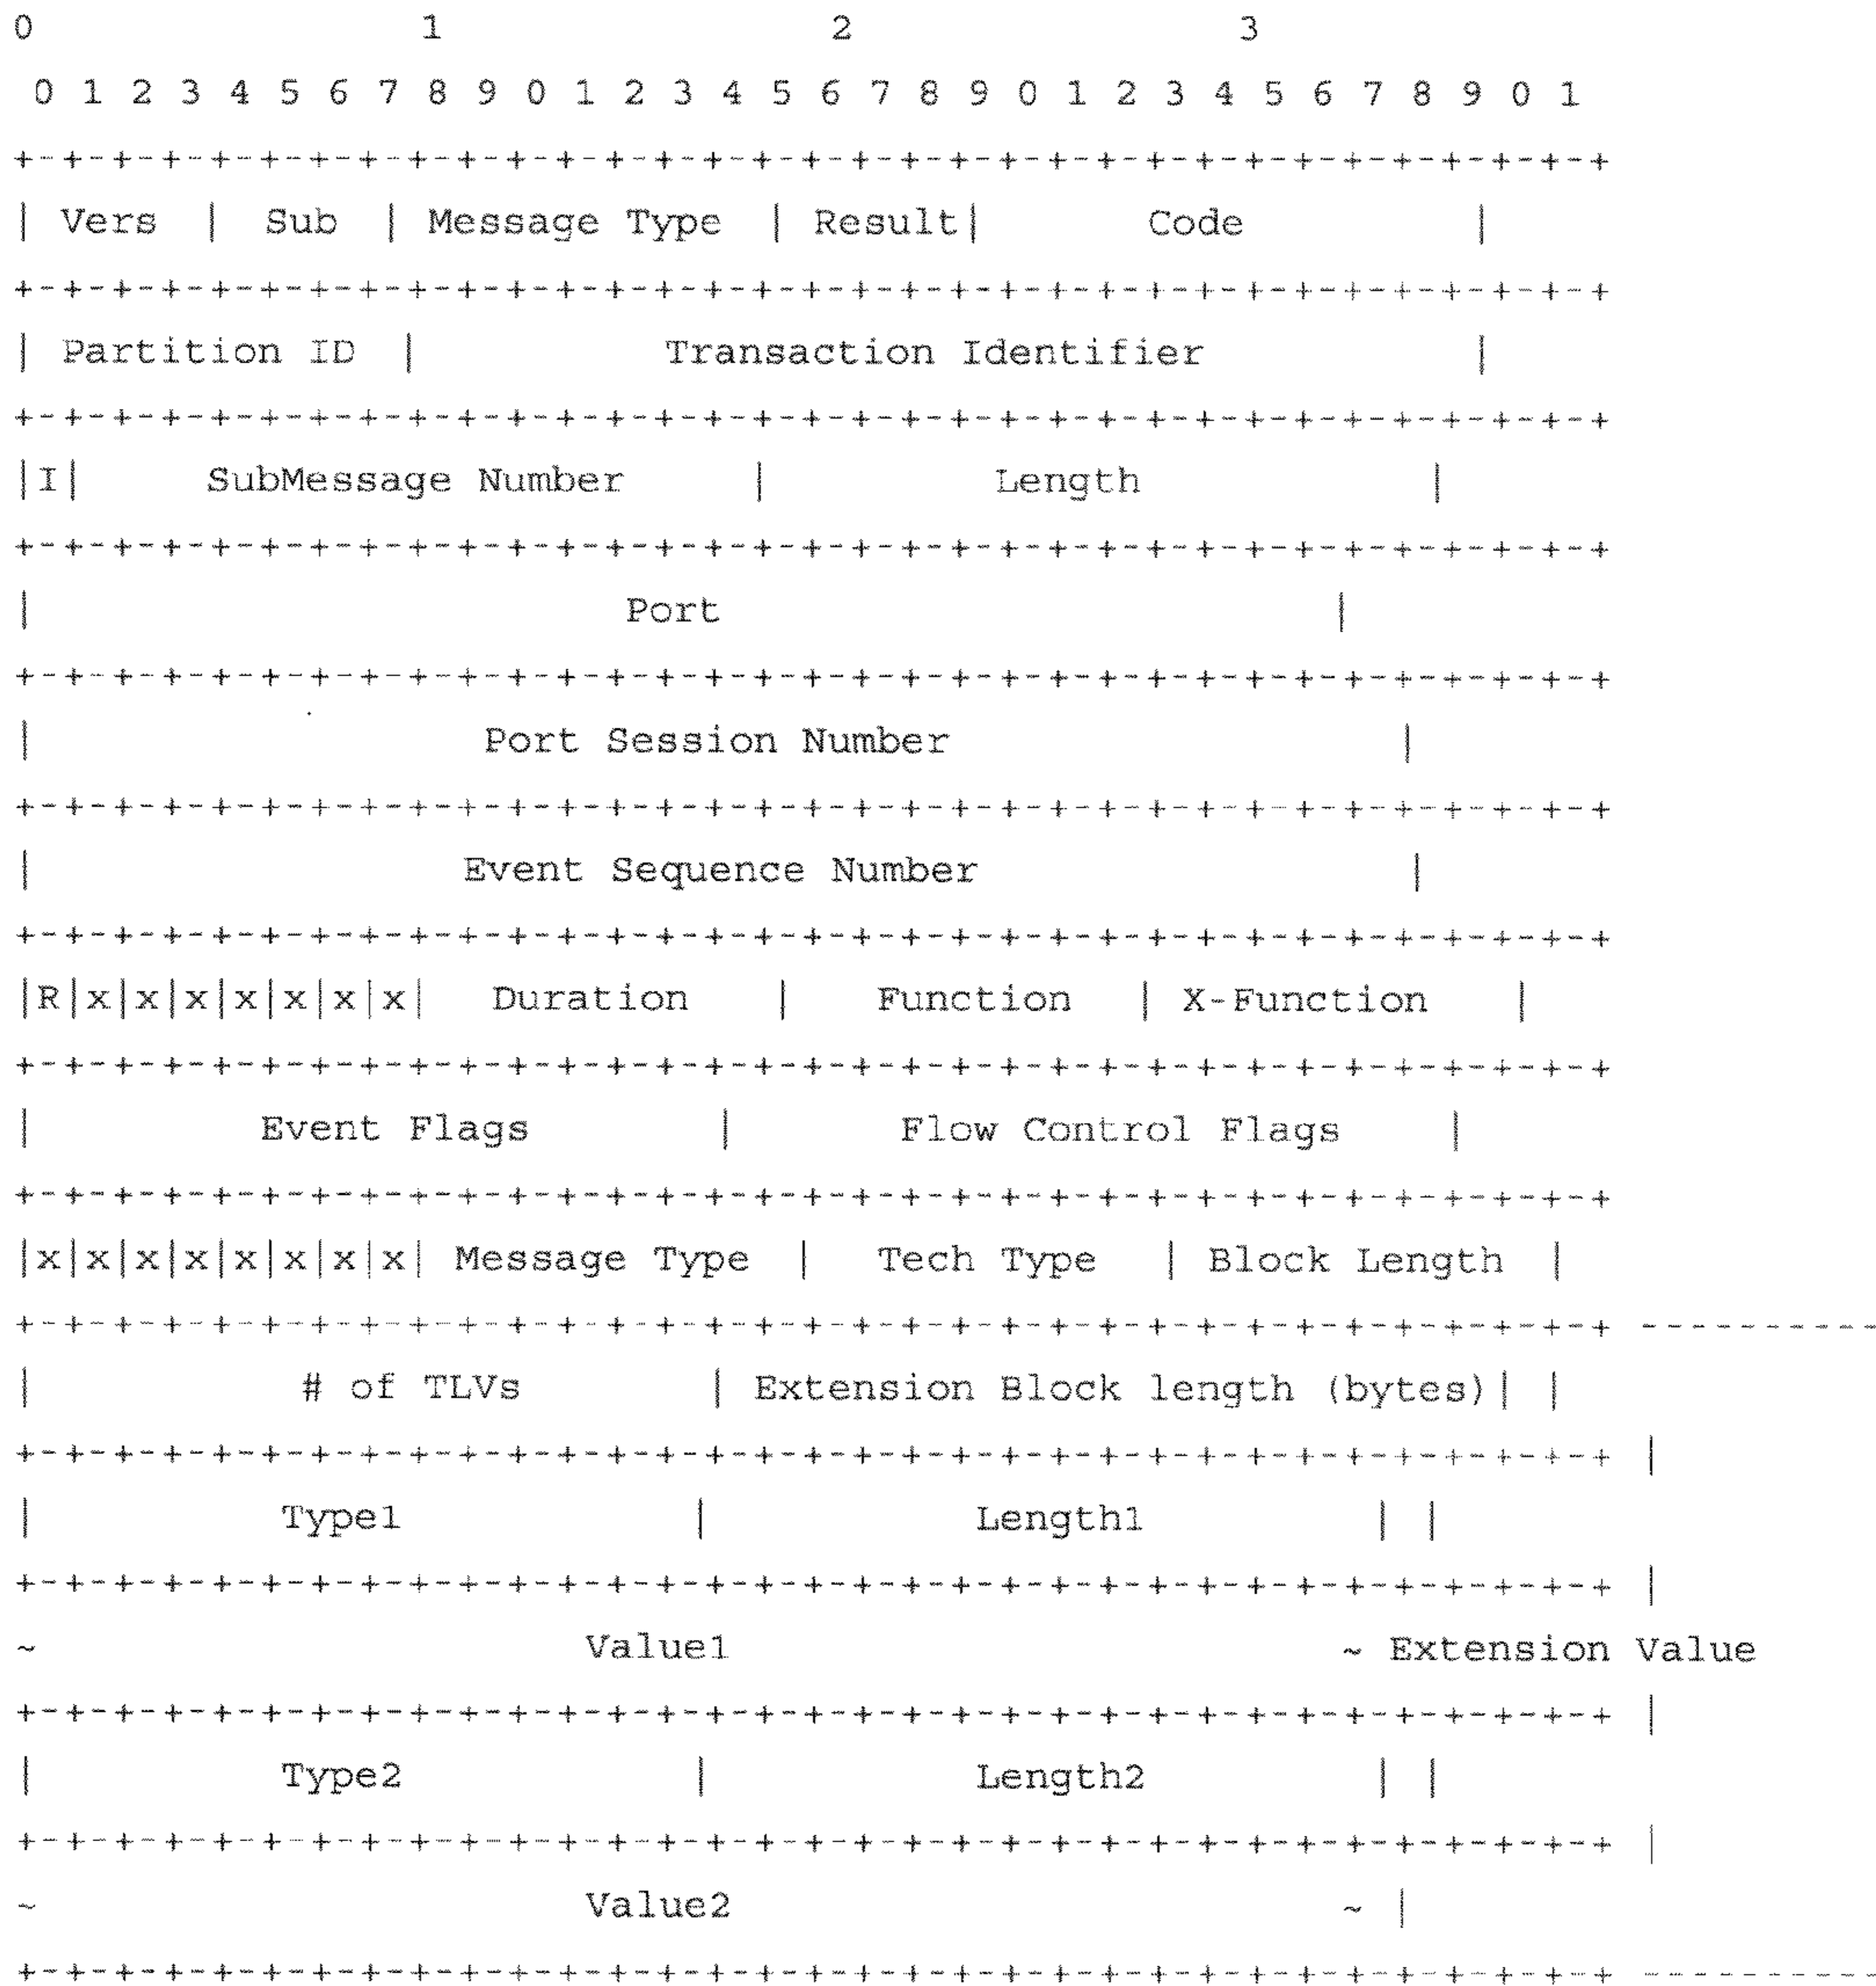 0 1 2 3
0 1 2 3 4 5 6 7 8 9 0 1 2 3 4 5 6 7 8 9 0 1 2 3 4 5 6 7 8 9 0 1
+-+-+-+-+-+-+-+-+-+-+-+-+-+-+-+-+-+-+-+-+-+-+-+-+-+-+-+-+-+-+-+-+
| Vers | Sub | Message Type | Result| Code |
+-+-+-+-+-+-+-+-+-+-+-+-+-+-+-+-+-+-+-+-+-+-+-+-+-+-+-+-+-+-+-+-+
| Partition ID | Transaction Identifier |
+-+-+-+-+-+-+-+-+-+-+-+-+-+-+-+-+-+-+-+-+-+-+-+-+-+-+-+-+-+-+-+-+
|I| SubMessage Number | Length |
+-+-+-+-+-+-+-+-+-+-+-+-+-+-+-+-+-+-+-+-+-+-+-+-+-+-+-+-+-+-+-+-+
| Port |
+-+-+-+-+-+-+-+-+-+-+-+-+-+-+-+-+-+-+-+-+-+-+-+-+-+-+-+-+-+-+-+-+
| Port Session Number |
+-+-+-+-+-+-+-+-+-+-+-+-+-+-+-+-+-+-+-+-+-+-+-+-+-+-+-+-+-+-+-+-+
| Event Sequence Number |
+-+-+-+-+-+-+-+-+-+-+-+-+-+-+-+-+-+-+-+-+-+-+-+-+-+-+-+-+-+-+-+-+
|R|x|x|x|x|x|x|x| Duration | Function | X-Function |
+-+-+-+-+-+-+-+-+-+-+-+-+-+-+-+-+-+-+-+-+-+-+-+-+-+-+-+-+-+-+-+-+
| Event Flags | Flow Control Flags |
+-+-+-+-+-+-+-+-+-+-+-+-+-+-+-+-+-+-+-+-+-+-+-+-+-+-+-+-+-+-+-+-+
|x|x|x|x|x|x|x|x| Message Type | Tech Type | Block Length |
+-+-+-+-+-+-+-+-+-+-+-+-+-+-+-+-+-+-+-+-+-+-+-+-+-+-+-+-+-+-+-+-+ ----------
| # of TLVs | Extension Block length (bytes)| |
+-+-+-+-+-+-+-+-+-+-+-+-+-+-+-+-+-+-+-+-+-+-+-+-+-+-+-+-+-+-+-+-+ |
| Type1 | Length1 | |
+-+-+-+-+-+-+-+-+-+-+-+-+-+-+-+-+-+-+-+-+-+-+-+-+-+-+-+-+-+-+-+-+ |
~ Value1 ~ Extension Value
+-+-+-+-+-+-+-+-+-+-+-+-+-+-+-+-+-+-+-+-+-+-+-+-+-+-+-+-+-+-+-+-+ |
| Type2 | Length2 | |
+-+-+-+-+-+-+-+-+-+-+-+-+-+-+-+-+-+-+-+-+-+-+-+-+-+-+-+-+-+-+-+-+ |
~ Value2 ~ |
+-+-+-+-+-+-+-+-+-+-+-+-+-+-+-+-+-+-+-+-+-+-+-+-+-+-+-+-+-+-+-+-+ ----------